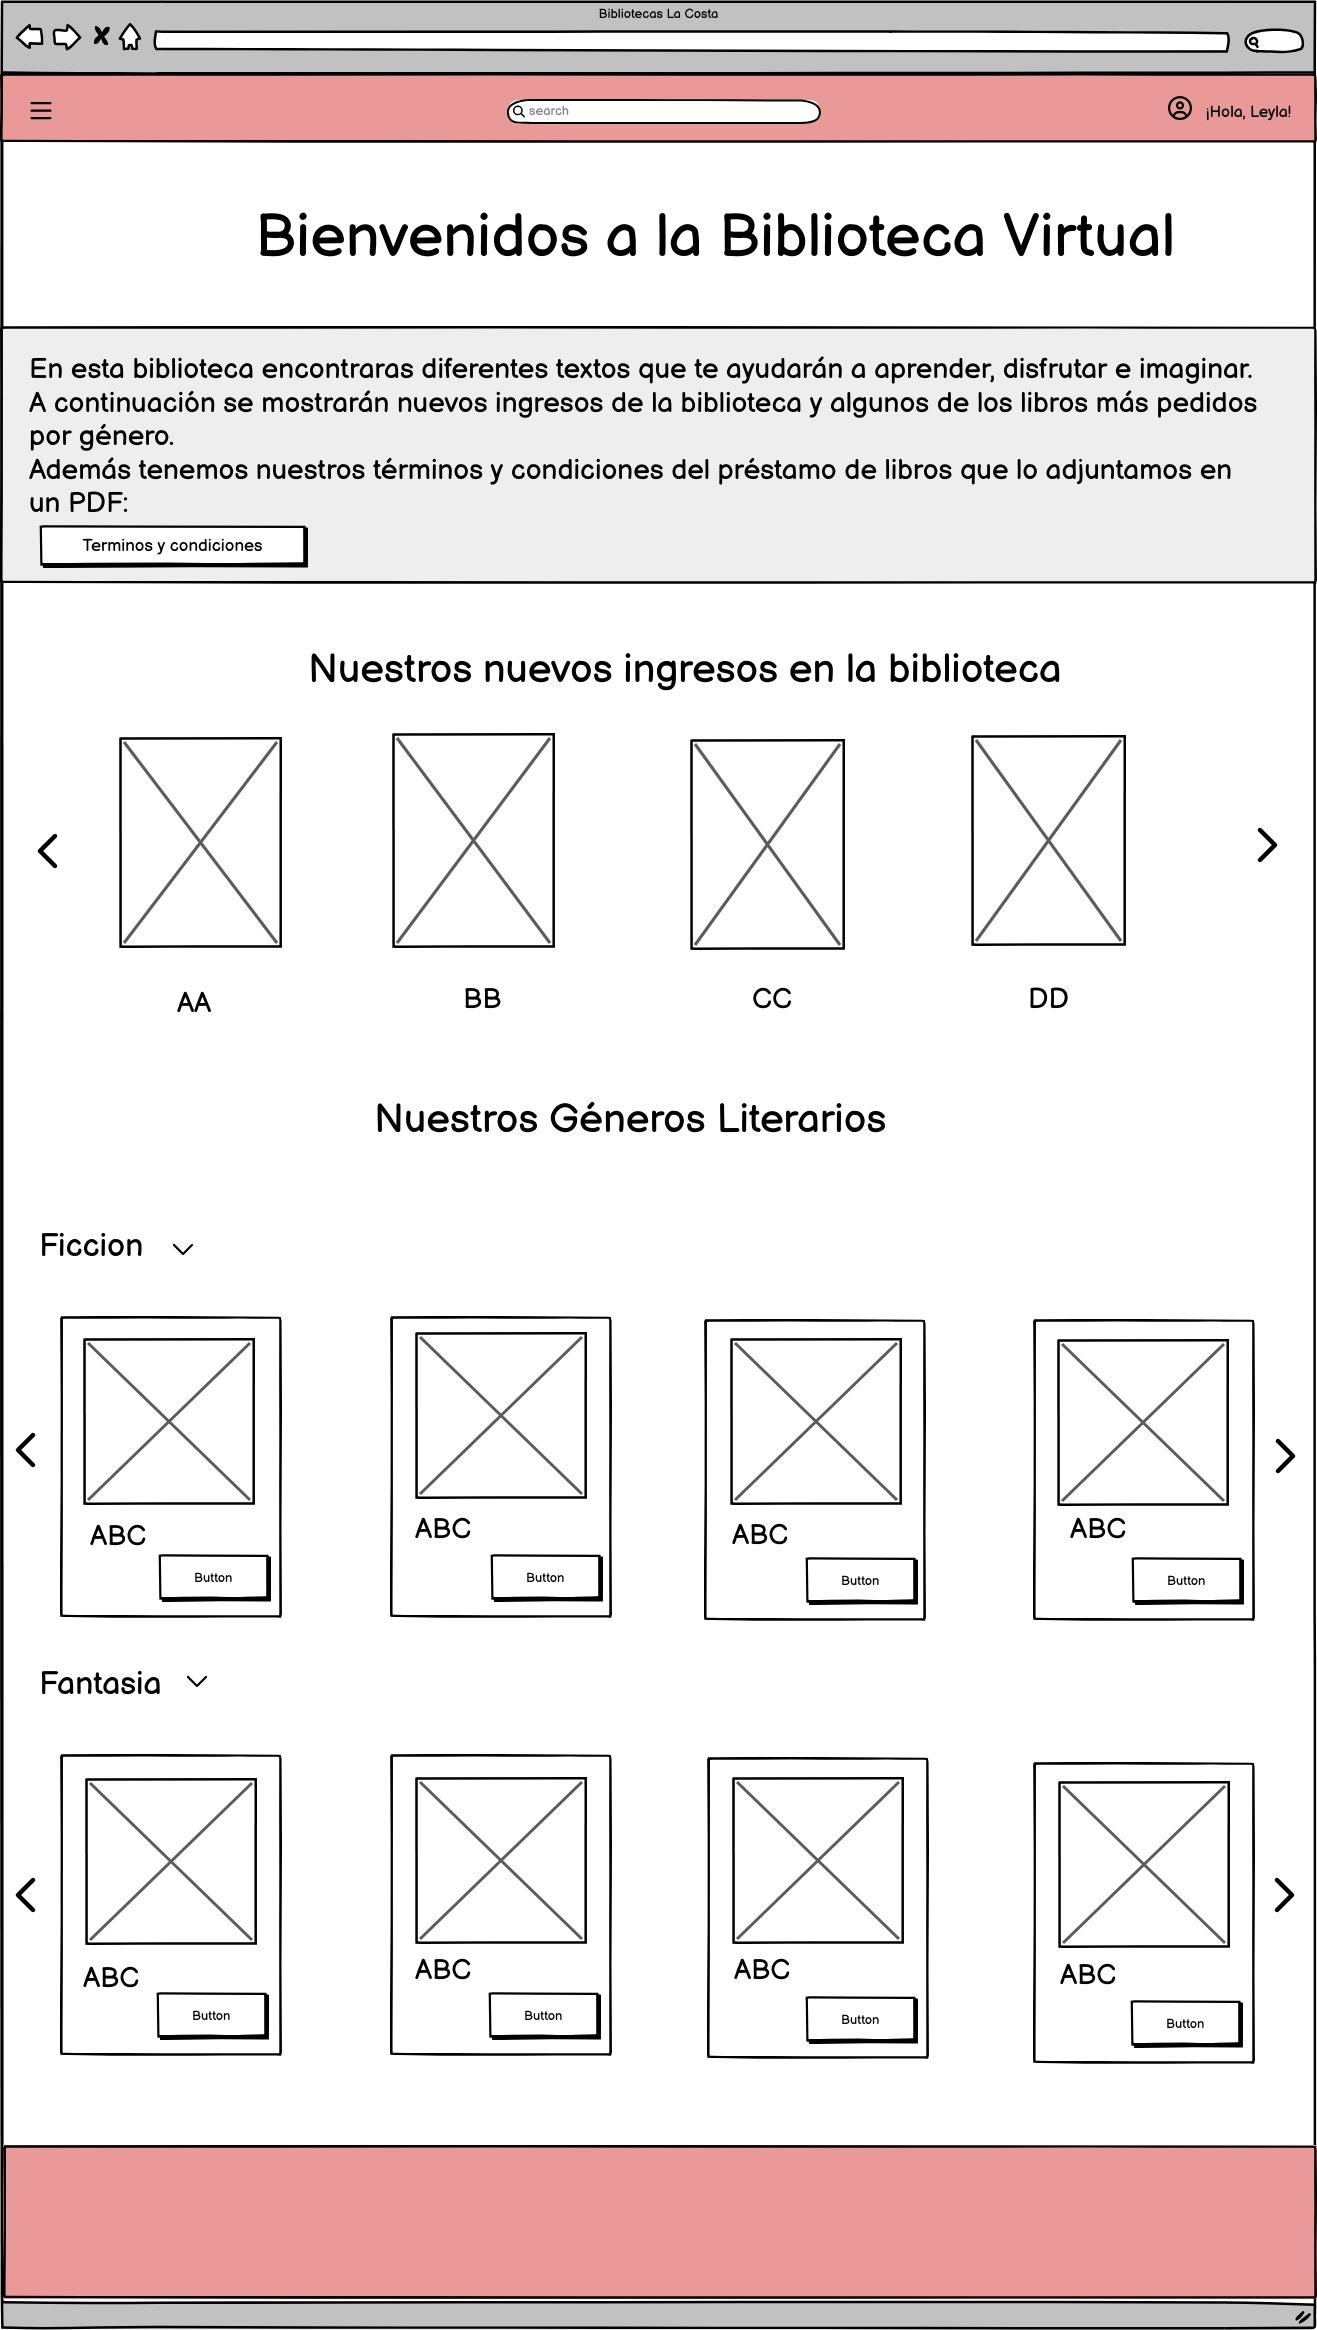 Bibliotecas La Costa
search
¡Hola, Leyla!
Bienvenidos a la Biblioteca Virtual
En esta biblioteca encontraras diferentes textos que te ayudarán a aprender, disfrutar e imaginar.
A continuación se mostrarán nuevos ingresos de la biblioteca y algunos de los libros más pedidos
por género.
Además tenemos nuestros términos y condiciones del préstamo de libros que lo adjuntamos en
un PDF:
Terminos y condiciones
Nuestros nuevos ingresos en la biblioteca
AA
BB
CC
DD
Nuestros Géneros Literarios
Ficcion
ABC
Button
ABC
Button
ABC
Button
ABC
Button
Fantasia
ABC
Button
ABC
Button
ABC
Button
ABC
Button